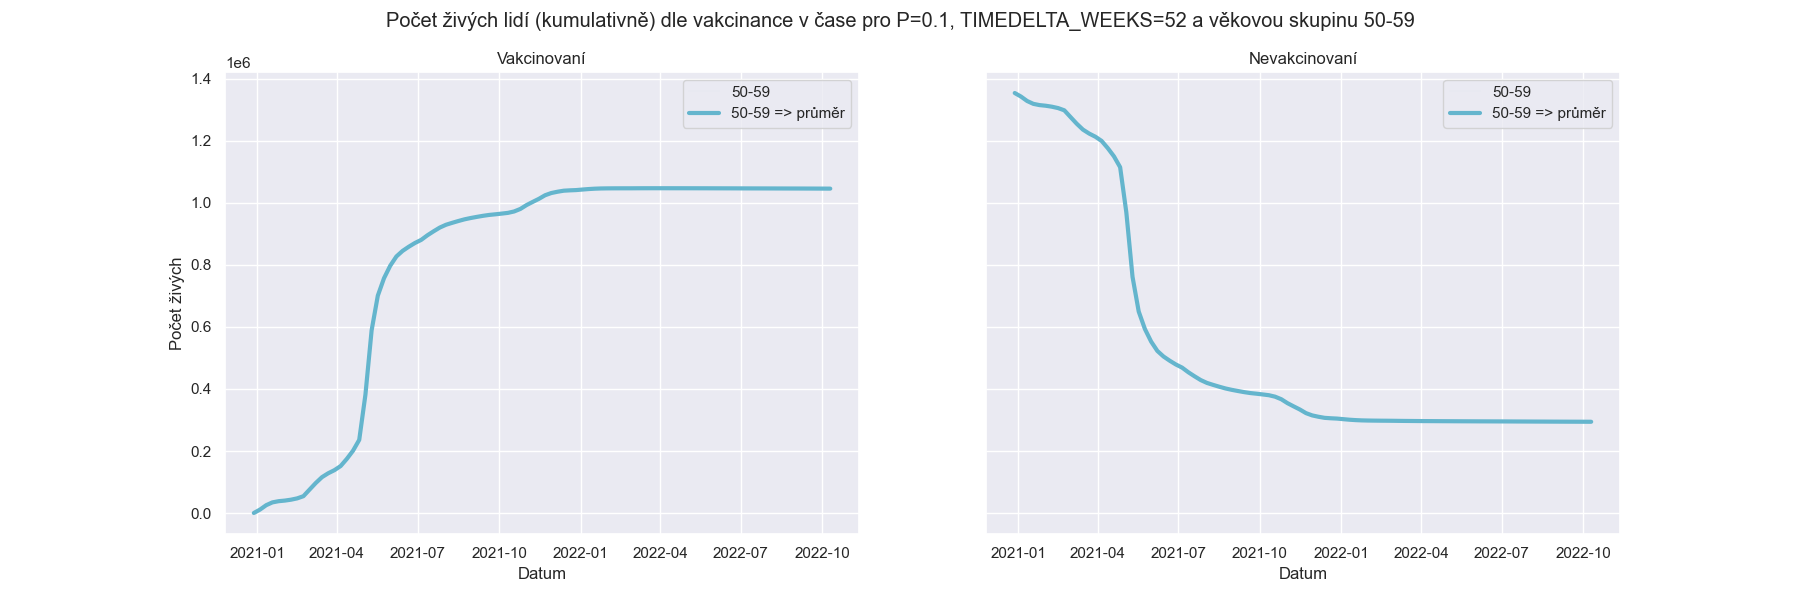 Počet živých lidí (kumulativně) dle vakcinance v čase pro P=0.1, TIMEDELTA_WEEKS=52 a věkovou skupinu 50-59
Vakcinovaní
1e6
50-59
50-59 => průměr
1.4
1.2
1.0
0.8
0.6
0.4
0.2
0.0
Počet živých
2021-01 2021-04 2021-07 2021-10 2022-01 2022-04 2022-07 2022-10
Datum
Nevakcinovaní
50-59
50-59 => průměr
2021-01 2021-04 2021-07 2021-10 2022-01 2022-04 2022-07 2022-10
Datum